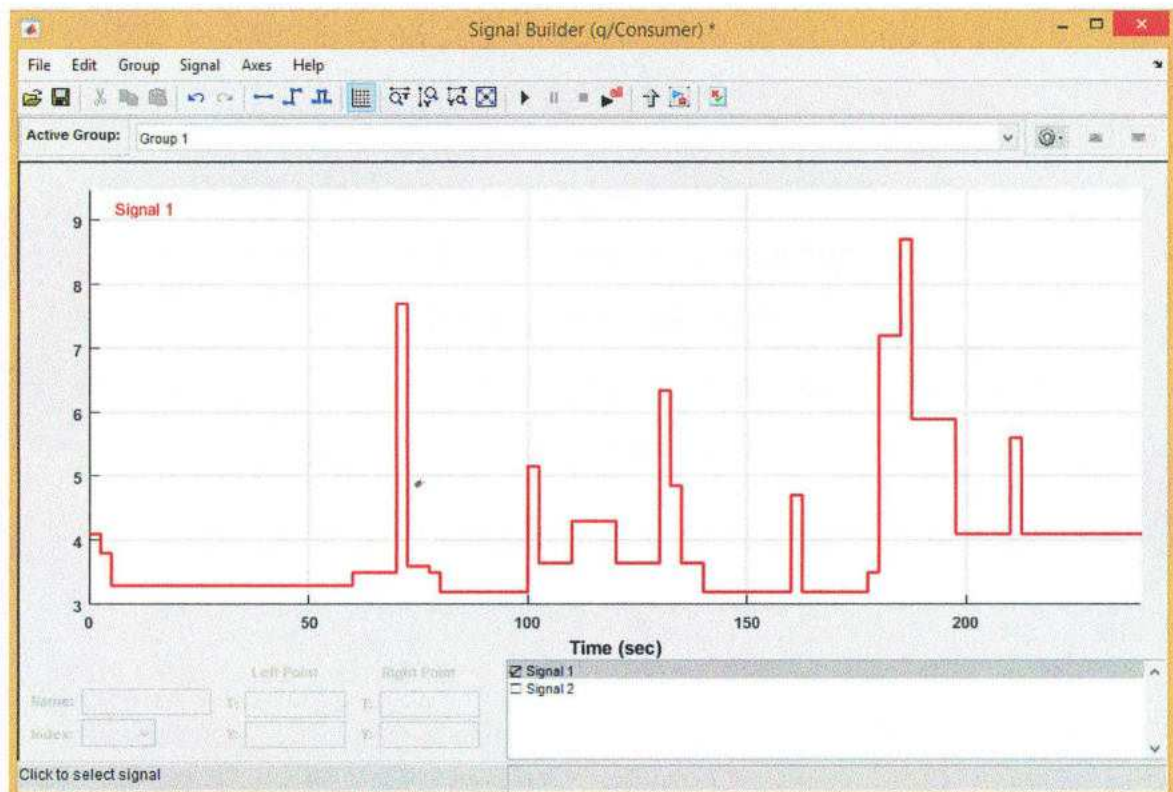 Signal Builder (q/Consumer) *
File Edit Group Signal Axes Help
all
Active Group: Group 1
Signal 1
9
8
7
6
5
4
3
0 50 100 150 200
Time (sec)
Left Point Right Point
Name: T: T:
Index: Y: Y:
Signal 1
Signal 2
Click to select signal